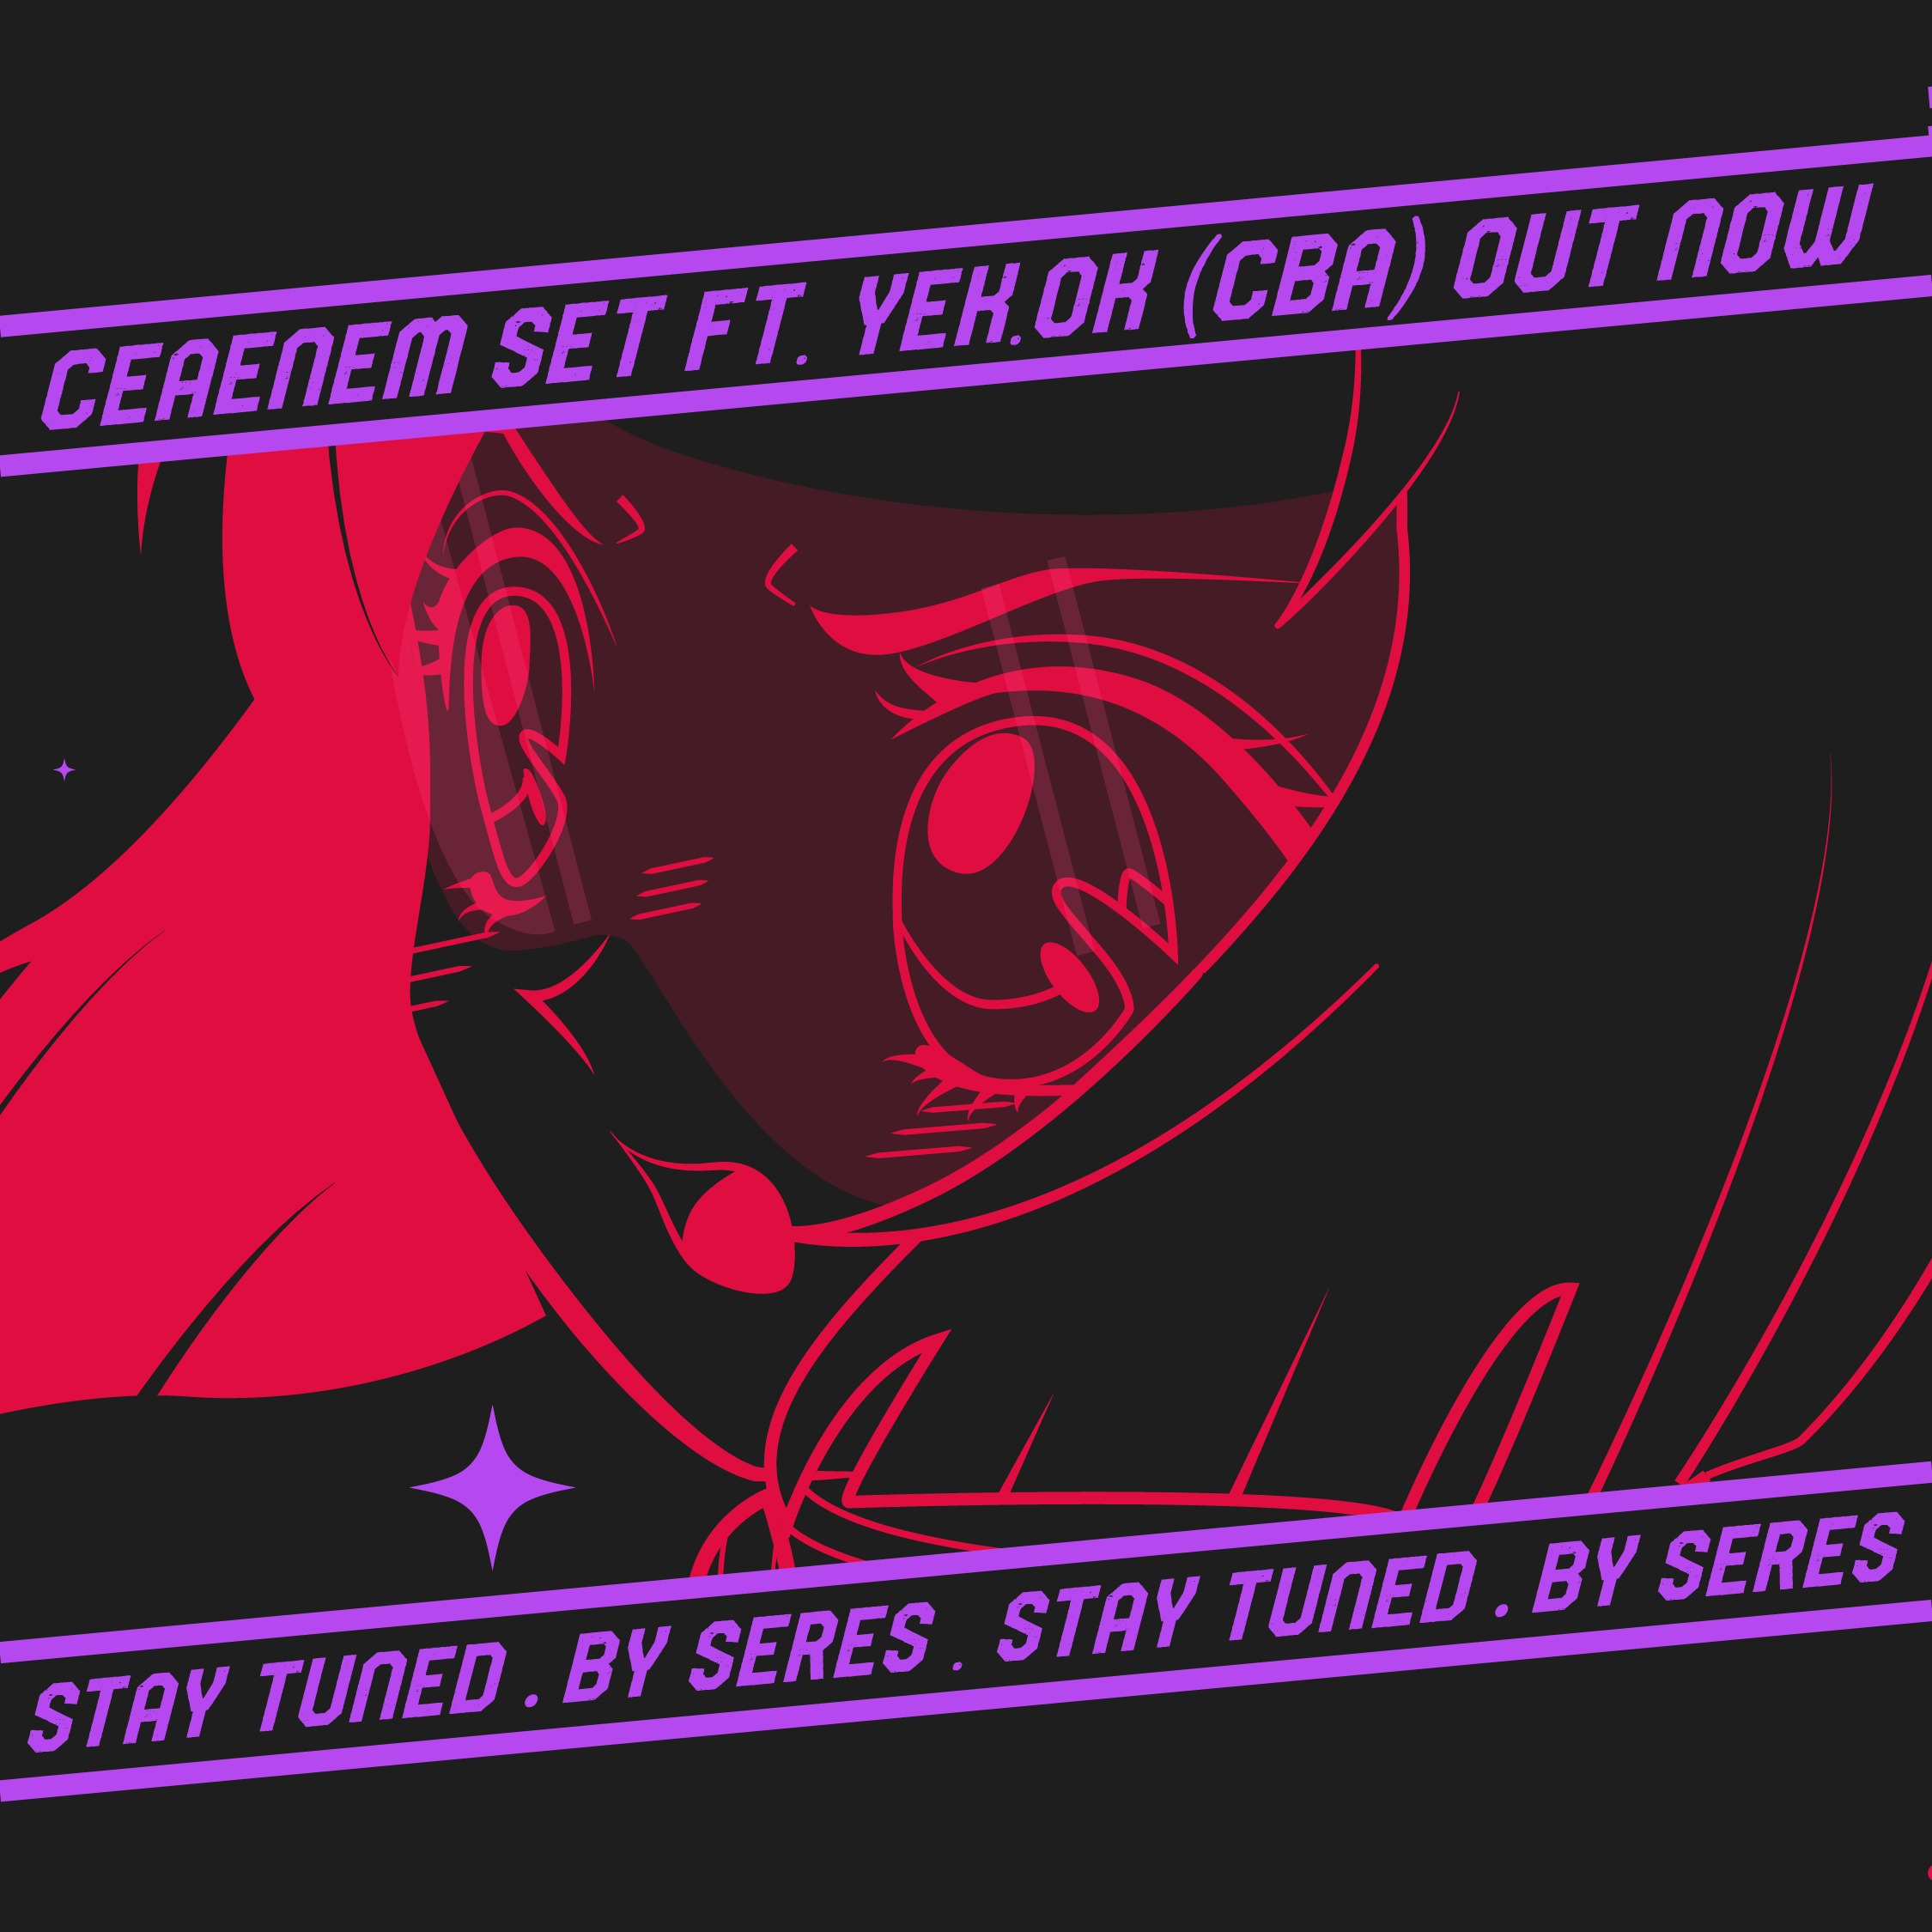 CEAENEM SET FT. YEK.OK (CBA) OUT NOW
STAY TUNED . BY SERES . STAY TUNED . BY SERES